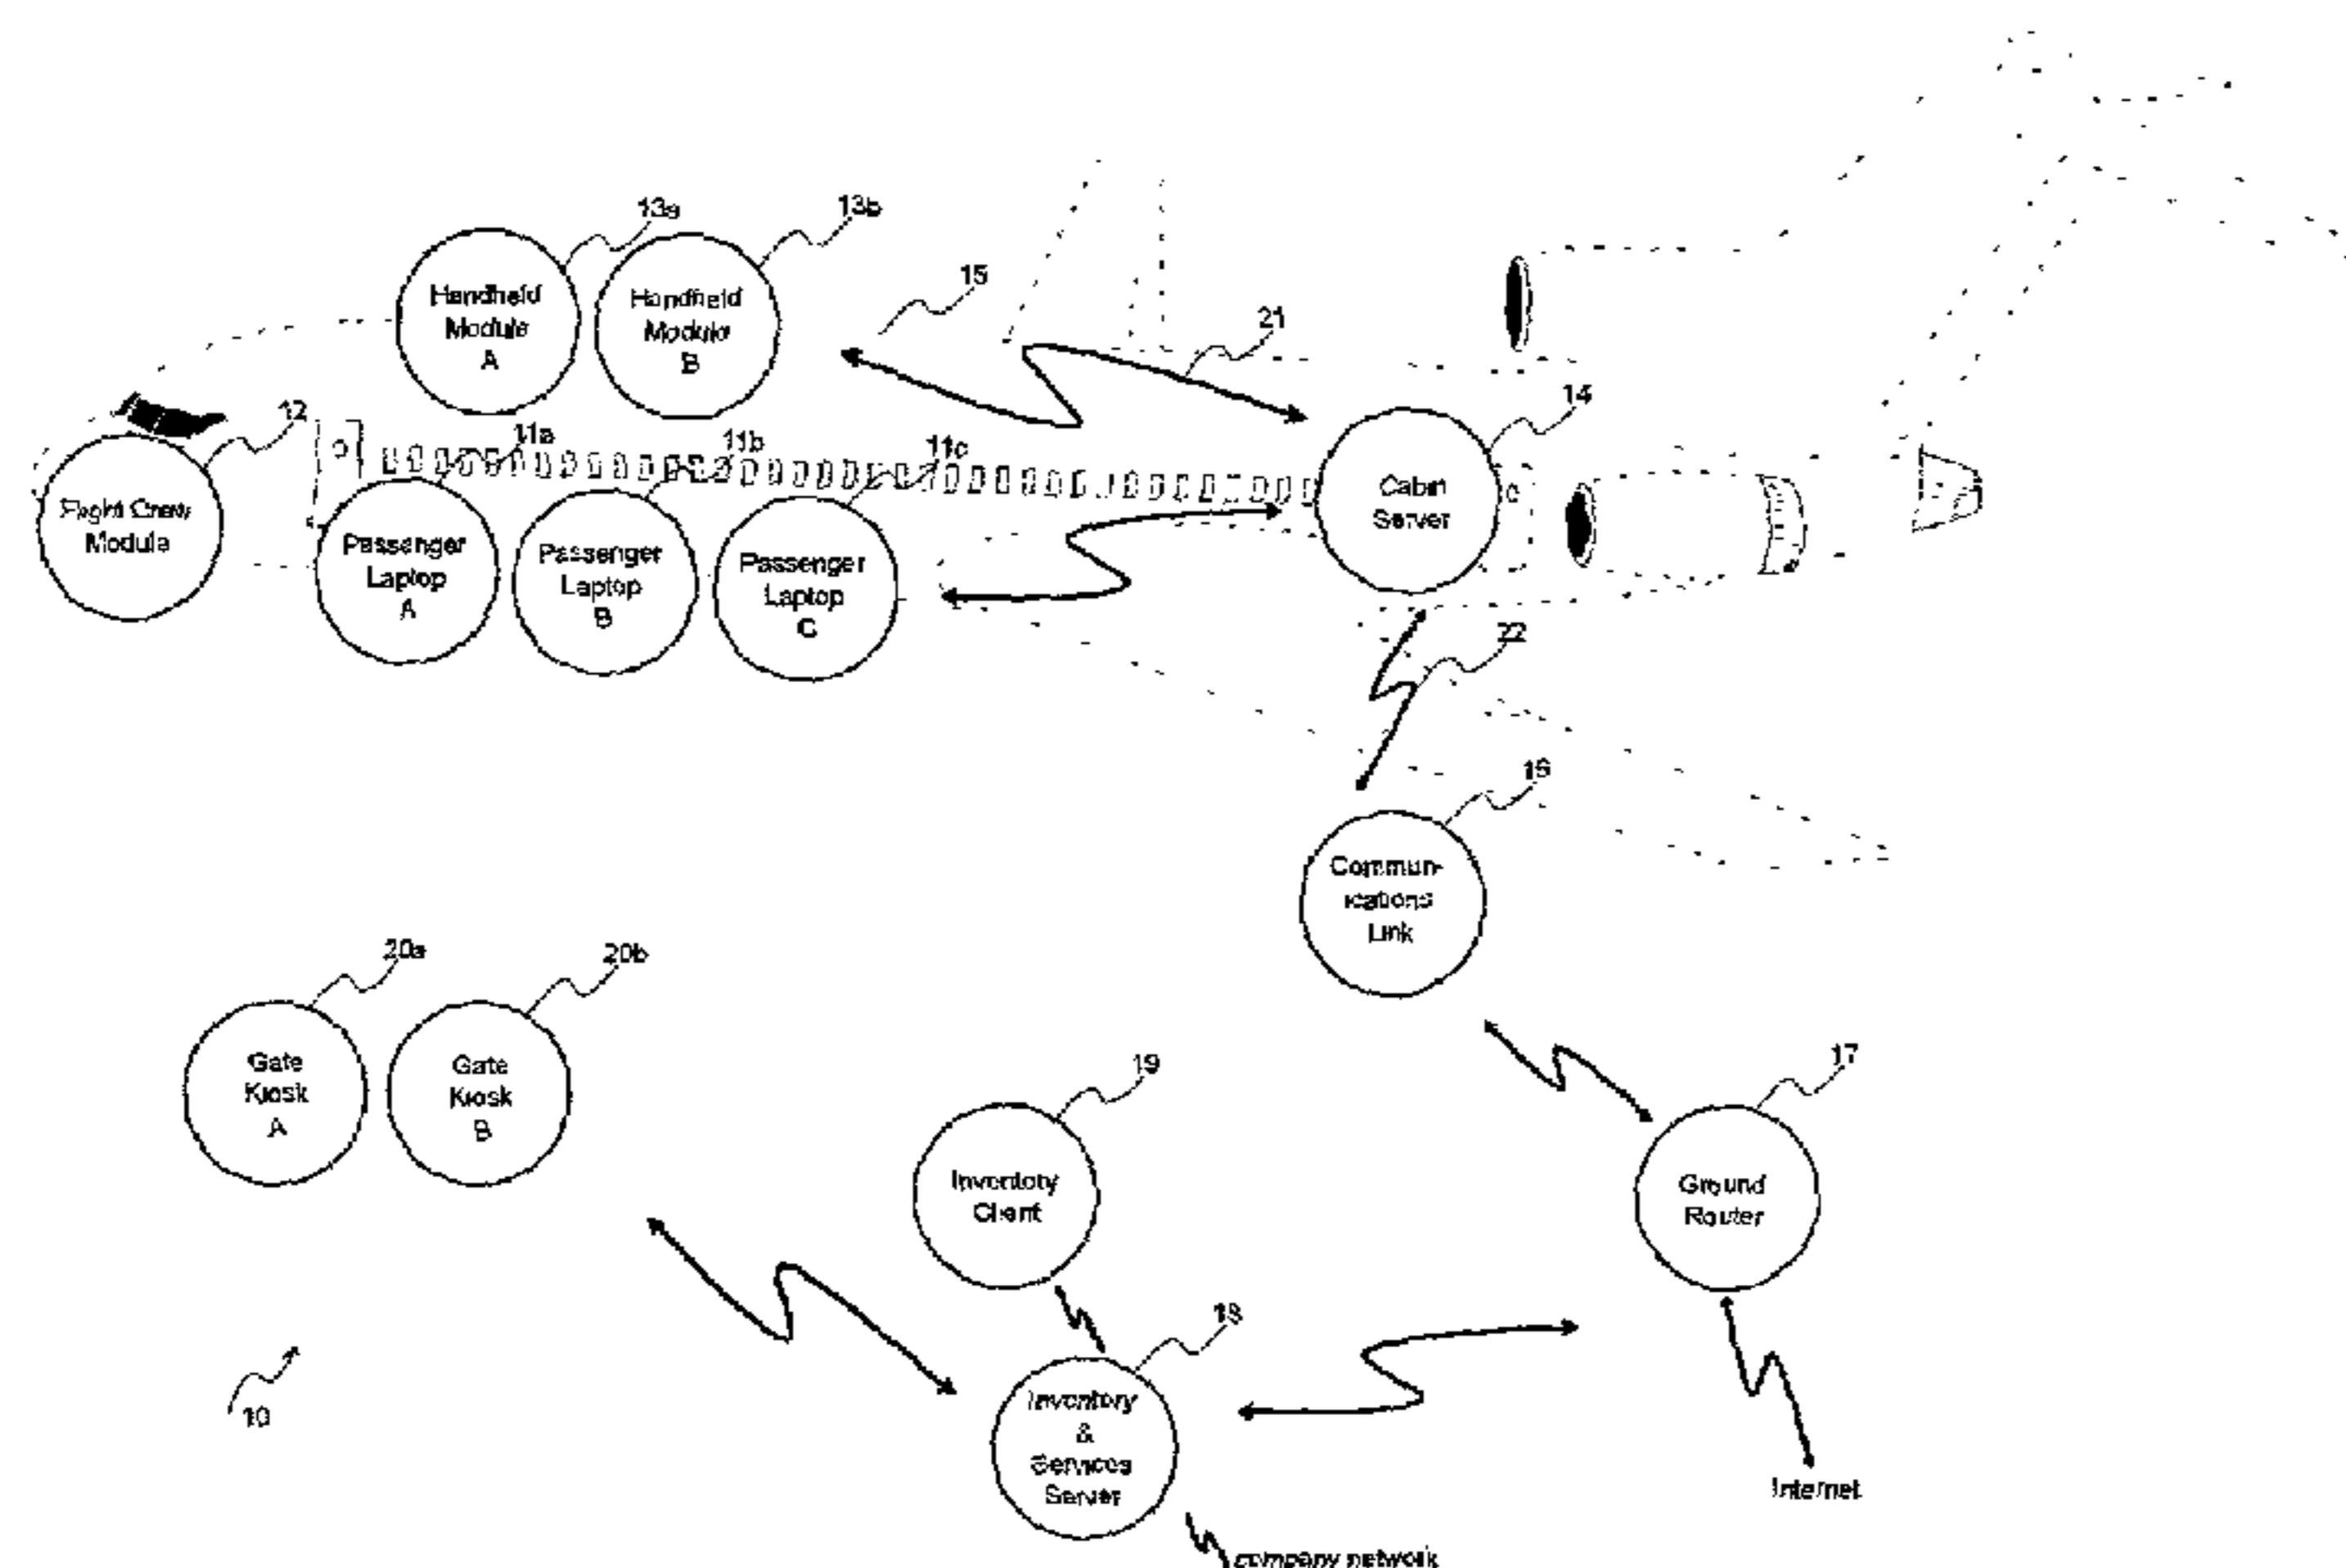 13a
13b
Handheld
Module
A
Handheld
Module
B
15
21
12
14
11a
11b
11c
Flight Crew
Module
Passenger
Laptop
A
Passenger
Laptop
B
Passenger
Laptop
C
Cabin
Server
22
16
Commun-
ications
Link
20a
20b
Gate
Kiosk
A
Gate
Kiosk
B
19
17
Inventory
Client
Ground
Router
18
10
Inventory
&
Services
Server
Internet
company network